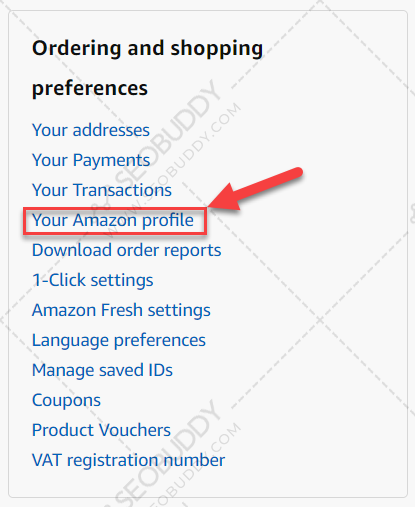 Ordering and shopping
preferences
Your addresses
Your Payments
Your Transactions
Your Amazon profile
Download order reports
1-Click settings
Amazon Fresh settings
Language preferences
Manage saved IDs
Coupons
Product Vouchers
VAT registration number
SEOBUDDY
WWW.SEOBUDDY.COM
SEOBUDDY
SEOBUDDY.COM